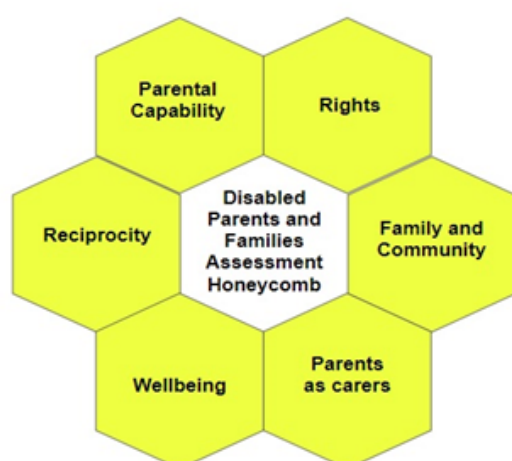 Parental
Capability
Rights
Disabled
Parents and
Families
Assessment
Honeycomb
Reciprocity
Family and
Community
Wellbeing
Parents
as carers